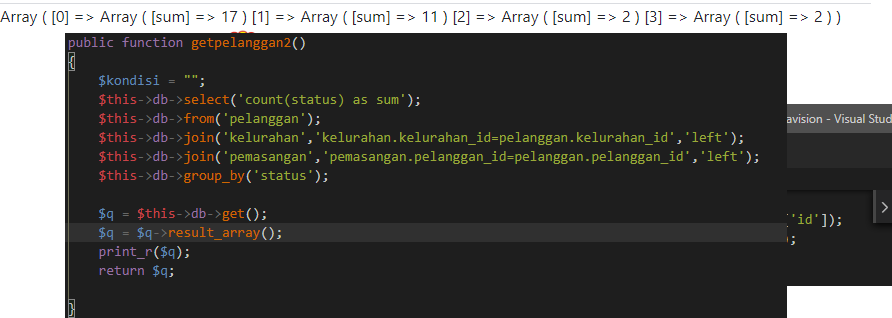 Array ( [0] => Array ( [sum] => 17 ) [1] => Array ( [sum] => 11 ) [2] => Array ( [sum] => 2 ) [3] => Array ( [sum] => 2 ) )
public function getpelanggan2()
{
$kondisi = "";
$this->db->select('count(status) as sum');
$this->db->from('pelanggan');
$this->db->join('kelurahan','kelurahan.kelurahan_id=pelanggan.kelurahan_id','left');
$this->db->join('pemasangan','pemasangan.pelanggan_id=pelanggan.pelanggan_id','left');
$this->db->group_by('status');
$q = $this->db->get();
$q = $q->result_array();
print_r($q);
return $q;
}
avision - Visual Stud
'id']);
;